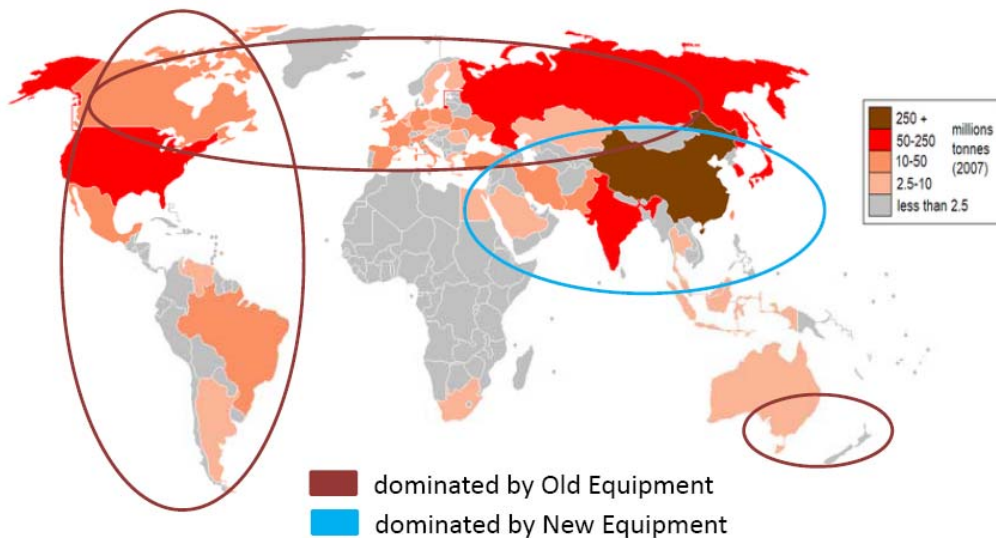 250 +
50-250
10-50
2.5-10
less than 2.5
millions
tonnes
(2007)
dominated by Old Equipment
dominated by New Equipment